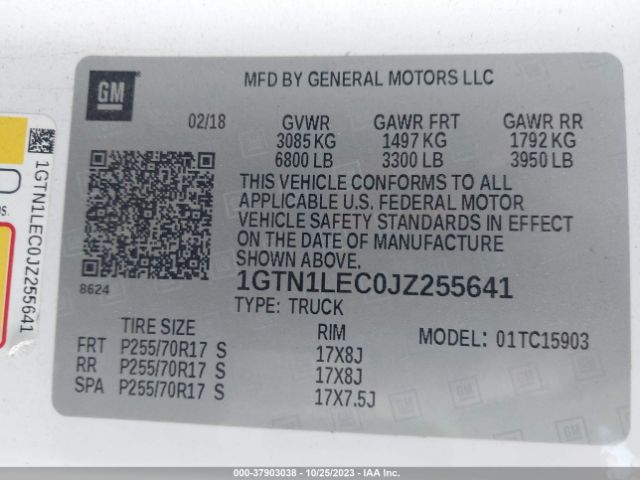 GM
MFD BY GENERAL MOTORS LLC
02/18 GVWR GAWR FRT GAWR RR
3085 KG 1497 KG 1792 KG
6800 LB 3300 LB 3950 LB
THIS VEHICLE CONFORMS TO ALL
APPLICABLE U.S. FEDERAL MOTOR
VEHICLE SAFETY STANDARDS IN EFFECT
ON THE DATE OF MANUFACTURE
SHOWN ABOVE.
8624
1GTN1LEC0JZ255641
TYPE: TRUCK
TIRE SIZE RIM MODEL: 01TC15903
FRT P255/70R17 S 17X8J
RR P255/70R17 S 17X8J
SPA P255/70R17 S 17X7.5J
1GTN1LEC0JZ255641
000-37903038 - 10/25/2023 - IAA Inc.